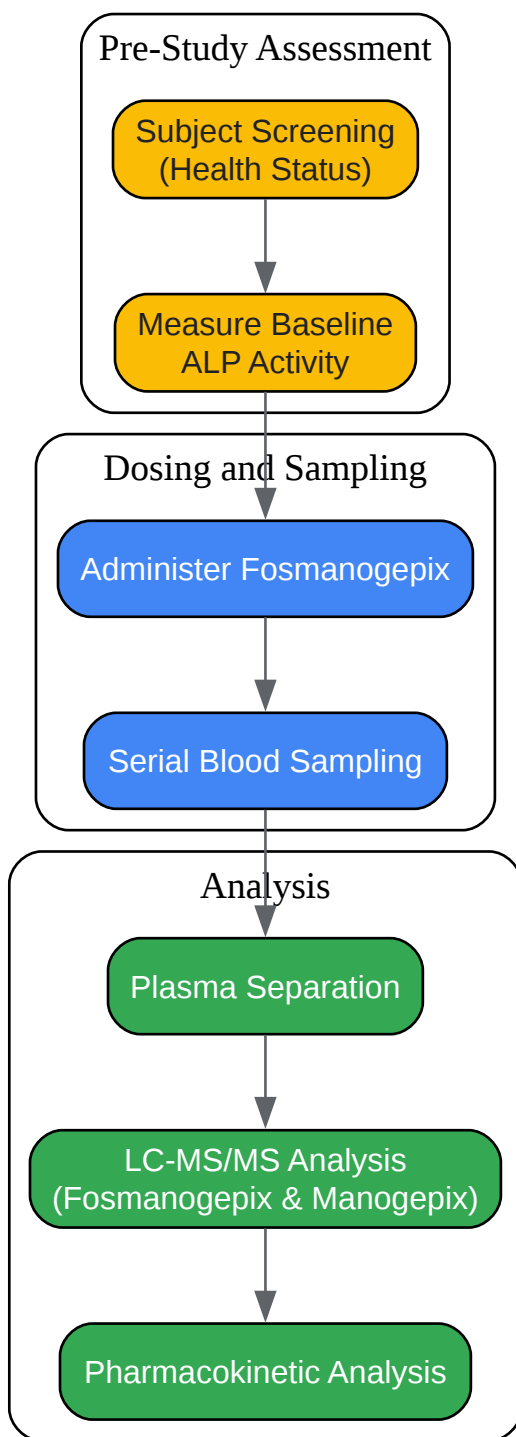 Pre-Study Assessment
Subject Screening
(Health Status)
Measure Baseline
ALP Activity
Dosing and Sampling
Administer Fosmanogepix
Serial Blood Sampling
Analysis
Plasma Separation
LC-MS/MS Analysis
(Fosmanogepix & Manogepix)
Pharmacokinetic Analysis